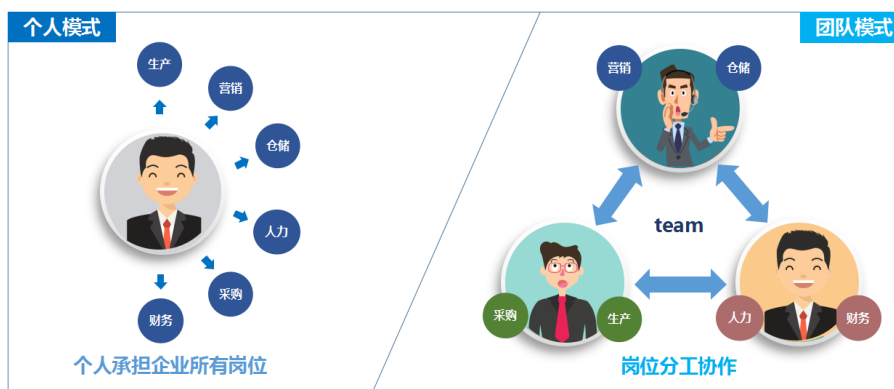 个人模式
生产
营销
仓储
人力
采购
财务
个人承担企业所有岗位
团队模式
营销
仓储
team
采购
生产
人力
财务
岗位分工协作